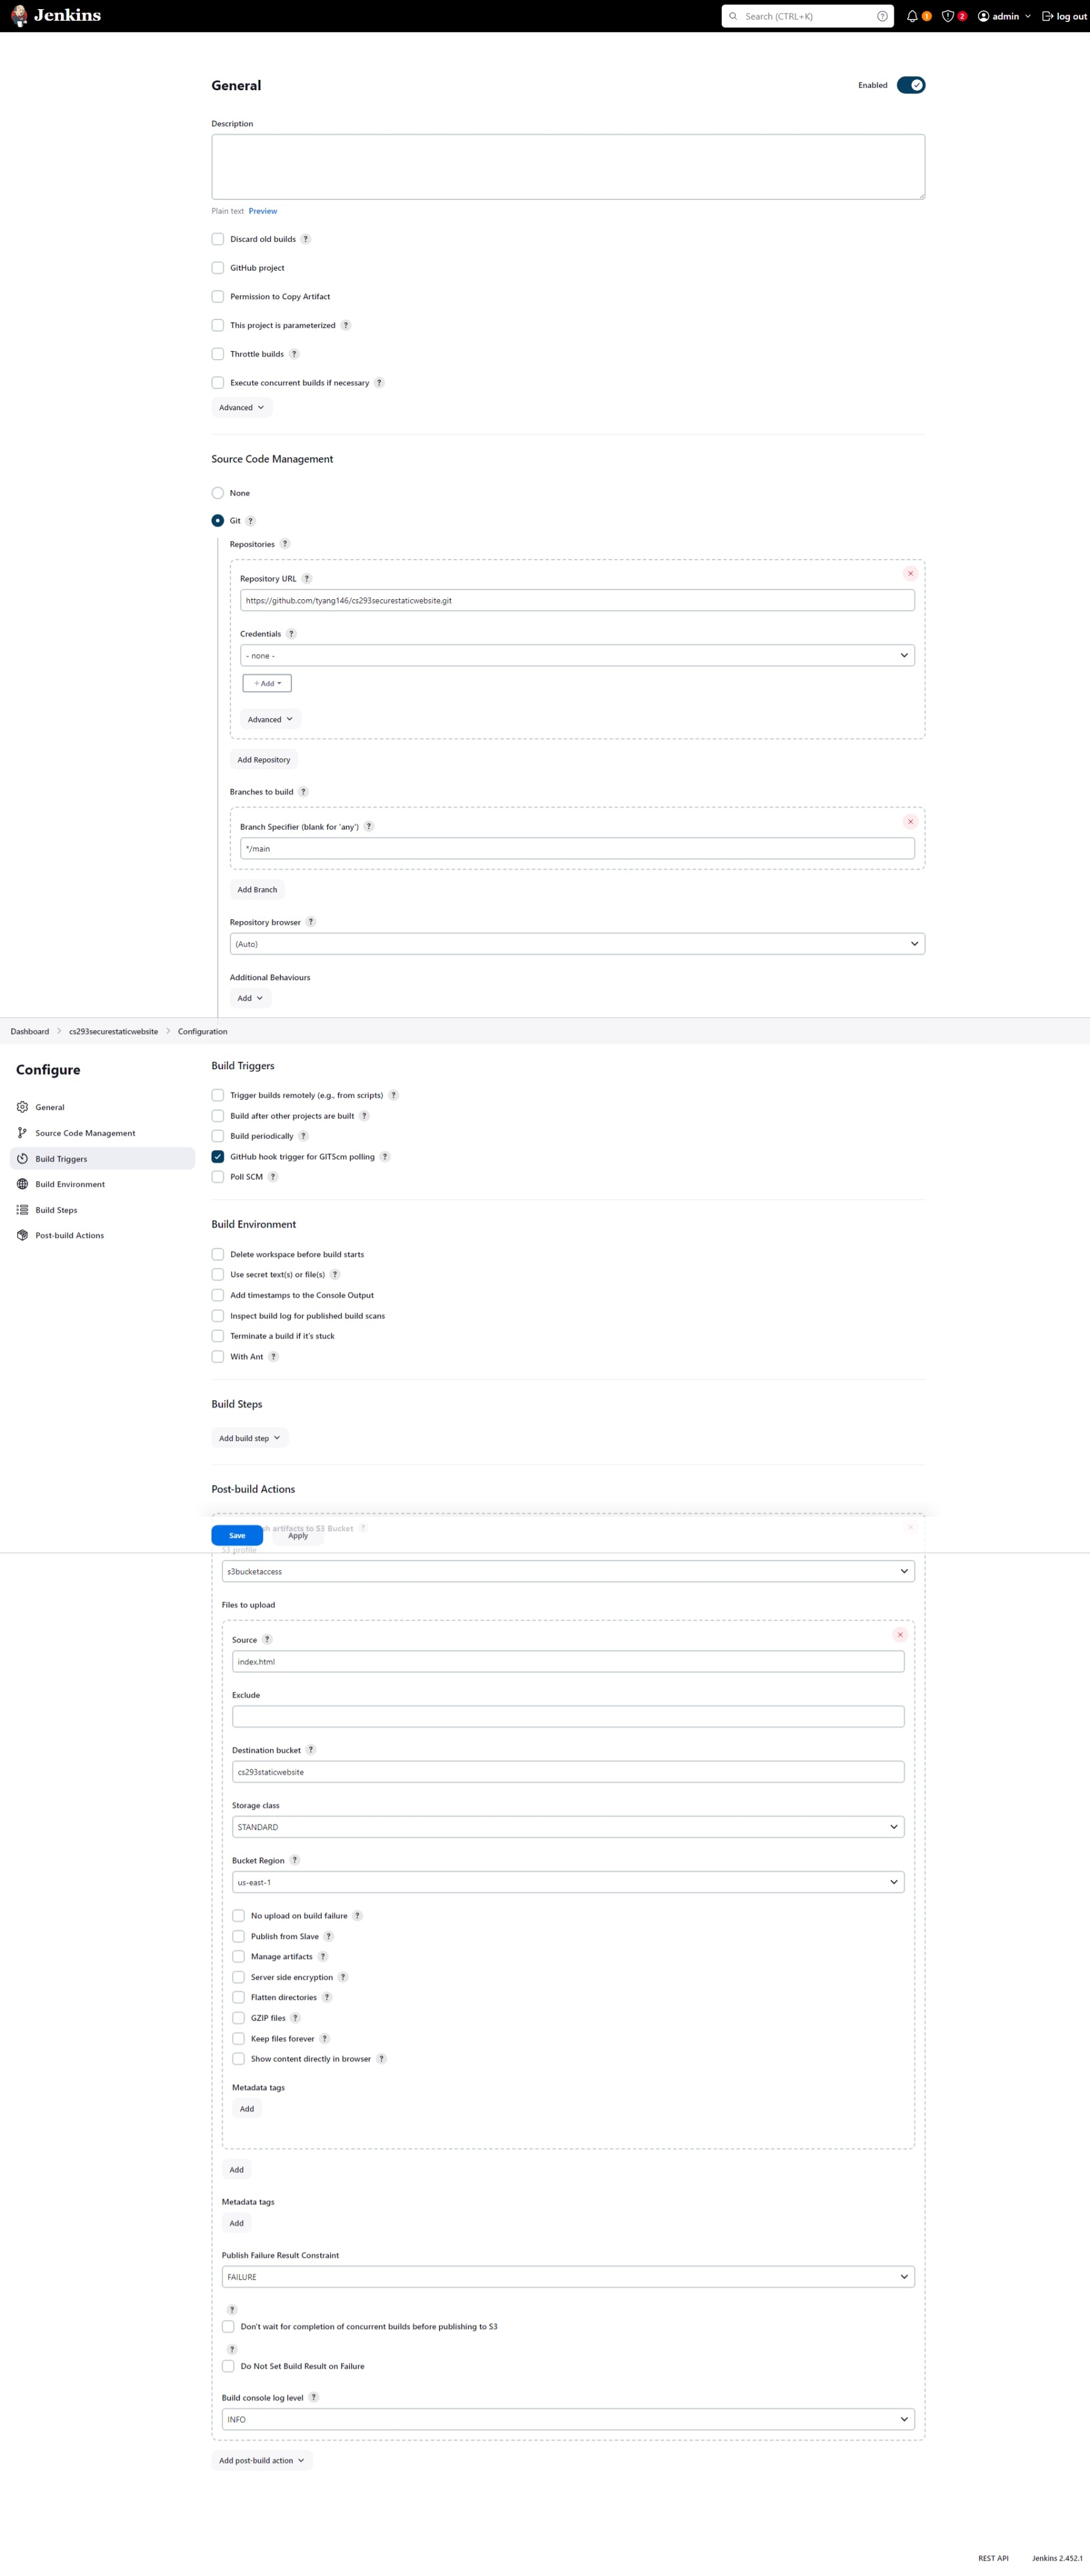 Jenkins
Search (CTRL+K) ?
1
2
admin
log out
General
Enabled
Description
Plain text Preview
Discard old builds ?
GitHub project
Permission to Copy Artifact
This project is parameterized ?
Throttle builds ?
Execute concurrent builds if necessary ?
Advanced
Source Code Management
None
Git ?
Repositories ?
Repository URL ?
https://github.com/tyang146/cs293securestaticwebsite.git
Credentials ?
- none -
+ Add
Advanced
Add Repository
Branches to build ?
Branch Specifier (blank for 'any') ?
*/main
Add Branch
Repository browser ?
(Auto)
Additional Behaviours
Add
Dashboard > cs293securestaticwebsite > Configuration
Configure
General
Source Code Management
Build Triggers
Build Environment
Build Steps
Post-build Actions
Build Triggers
Trigger builds remotely (e.g., from scripts) ?
Build after other projects are built ?
Build periodically ?
GitHub hook trigger for GITScm polling ?
Poll SCM ?
Build Environment
Delete workspace before build starts
Use secret text(s) or file(s) ?
Add timestamps to the Console Output
Inspect build log for published build scans
Terminate a build if it's stuck
With Ant ?
Build Steps
Add build step
Post-build Actions
artifacts to S3 Bucket ?
Save
Apply
S3 profile
s3bucketaccess
Files to upload
Source ?
index.html
Exclude
Destination bucket ?
cs293staticwebsite
Storage class
STANDARD
Bucket Region ?
us-east-1
No upload on build failure ?
Publish from Slave ?
Manage artifacts ?
Server side encryption ?
Flatten directories ?
GZIP files ?
Keep files forever ?
Show content directly in browser ?
Metadata tags
Add
Add
Metadata tags
Add
Publish Failure Result Constraint
FAILURE
?
Don't wait for completion of concurrent builds before publishing to S3
?
Do Not Set Build Result on Failure
Build console log level ?
INFO
Add post-build action
REST API
Jenkins 2.452.1